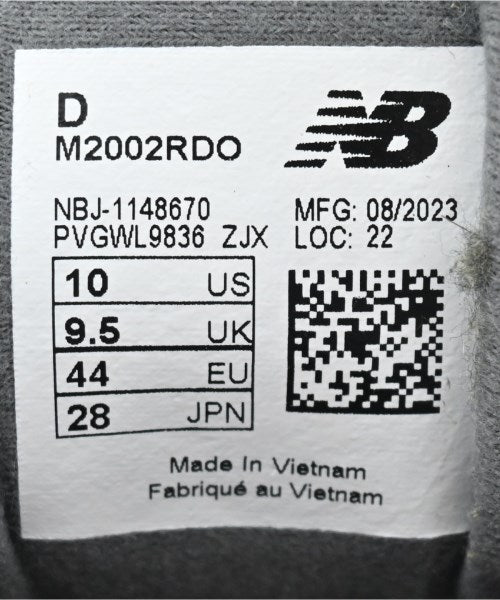 D
M2002RDO
NB
NBJ-1148670 MFG: 08/2023
PVGWL9836 ZJX LOC: 22
10 US
9.5 UK
44 EU
28 JPN
Made In Vietnam
Fabriqué au Vietnam